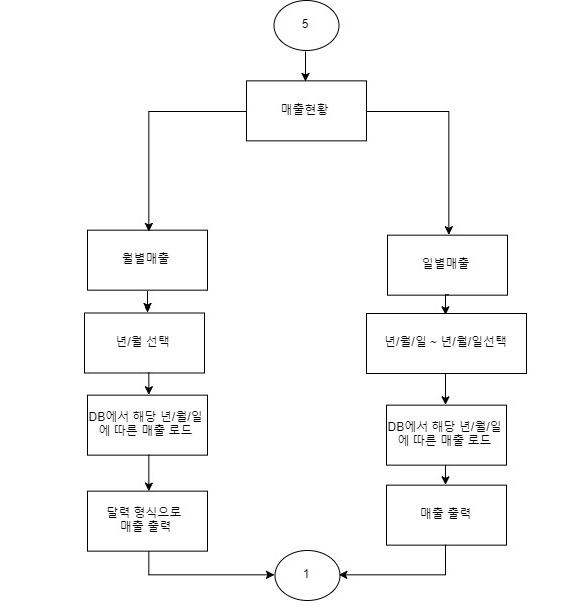 5
매출현황
월별매출
년/월 선택
DB에서 해당 년/월/일
에 따른 매출 로드
달력 형식으로
매출 출력
일별매출
년/월/일 ~ 년/월/일선택
DB에서 해당 년/월/일
에 따른 매출 로드
매출 출력
1